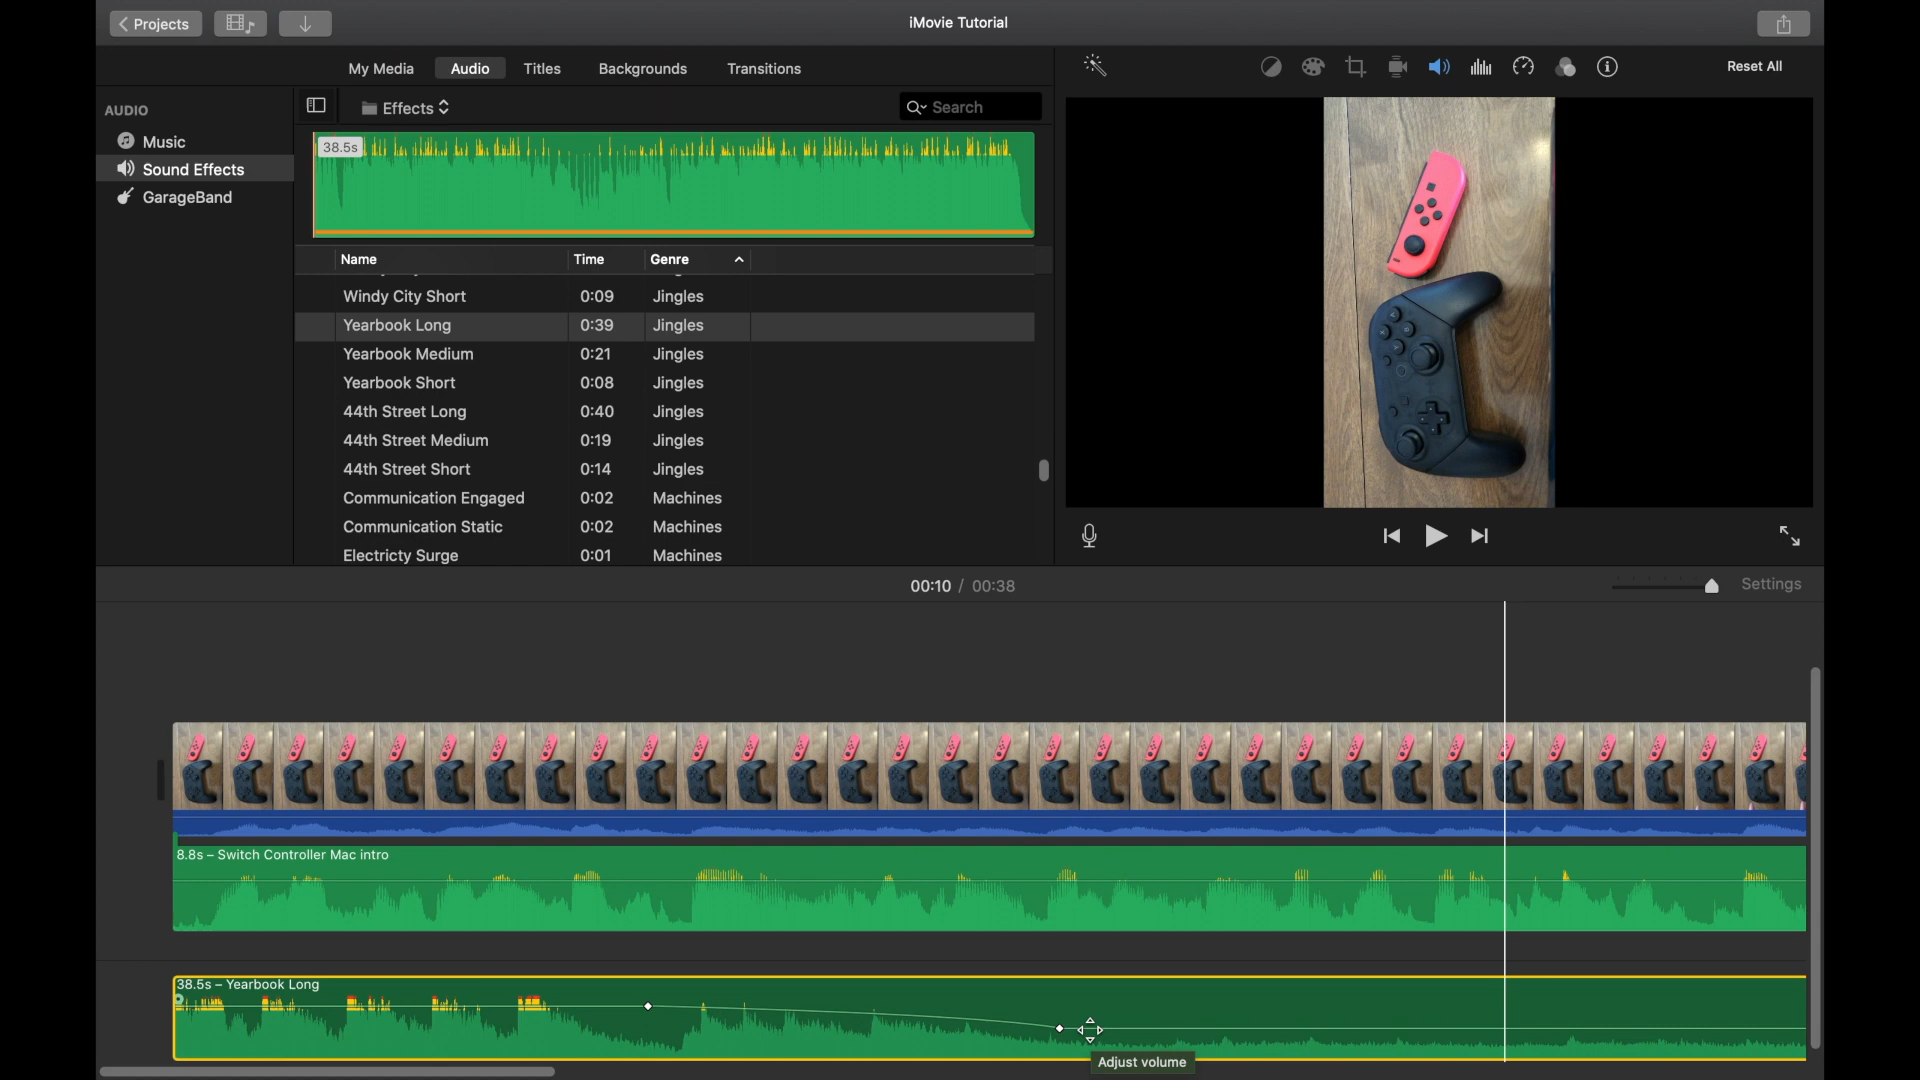 Projects
iMovie Tutorial
My Media
Audio
Titles
Backgrounds
Transitions
Reset All
AUDIO
Music
Sound Effects
GarageBand
Effects
Search
38.5s
Name Time Genre
Windy City Short 0:09 Jingles
Yearbook Long 0:39 Jingles
Yearbook Medium 0:21 Jingles
Yearbook Short 0:08 Jingles
44th Street Long 0:40 Jingles
44th Street Medium 0:19 Jingles
44th Street Short 0:14 Jingles
Communication Engaged 0:02 Machines
Communication Static 0:02 Machines
Electricty Surge 0:01 Machines
00:10 / 00:38
Settings
8.8s – Switch Controller Mac intro
38.5s – Yearbook Long
Adjust volume